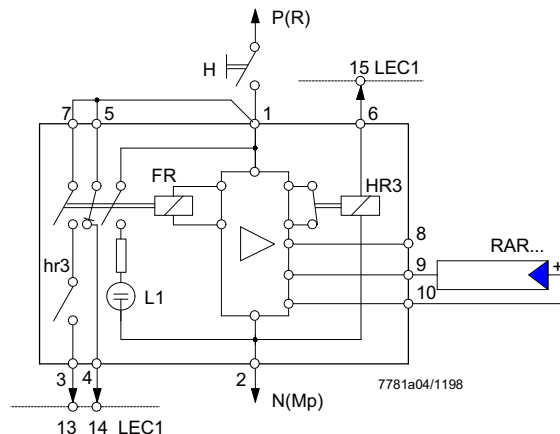 P(R)
H
15 LEC1
7 5 1 6
FR
HR3
8
RAR...
9
+
10
hr3
L1
3 4 2
7781a04/1198
N(Mp)
13 14 LEC1